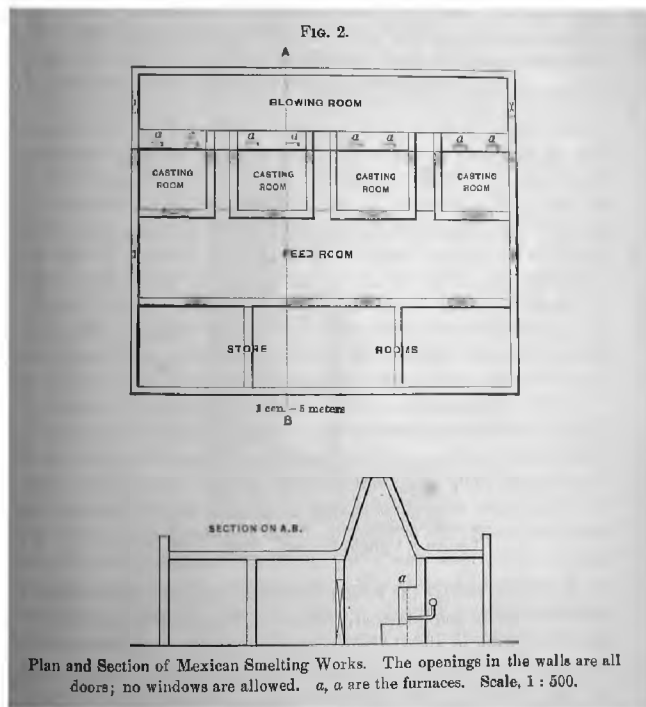 FIG. 2.
A
BLOWING ROOM
a a a a a a a a
CASTING ROOM
CASTING ROOM
CASTING ROOM
CASTING ROOM
FEED ROOM
STORE ROOMS
1 cen. – 5 meters
B
SECTION ON A.B.
a
Plan and Section of Mexican Smelting Works. The openings in the walls are all
doors; no windows are allowed. a, a are the furnaces. Scale, 1 : 500.